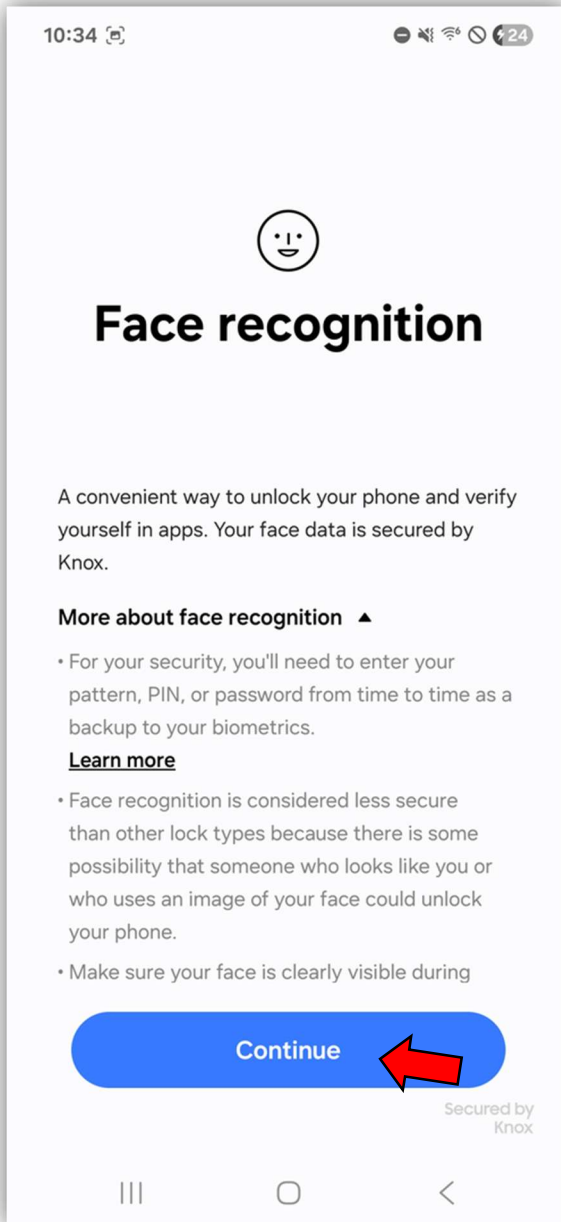 10:34 6 24
Face recognition
A convenient way to unlock your phone and verify
yourself in apps. Your face data is secured by
Knox.
More about face recognition
• For your security, you'll need to enter your
pattern, PIN, or password from time to time as a
backup to your biometrics.
Learn more
• Face recognition is considered less secure
than other lock types because there is some
possibility that someone who looks like you or
who uses an image of your face could unlock
your phone.
• Make sure your face is clearly visible during
Continue
Secured by
Knox